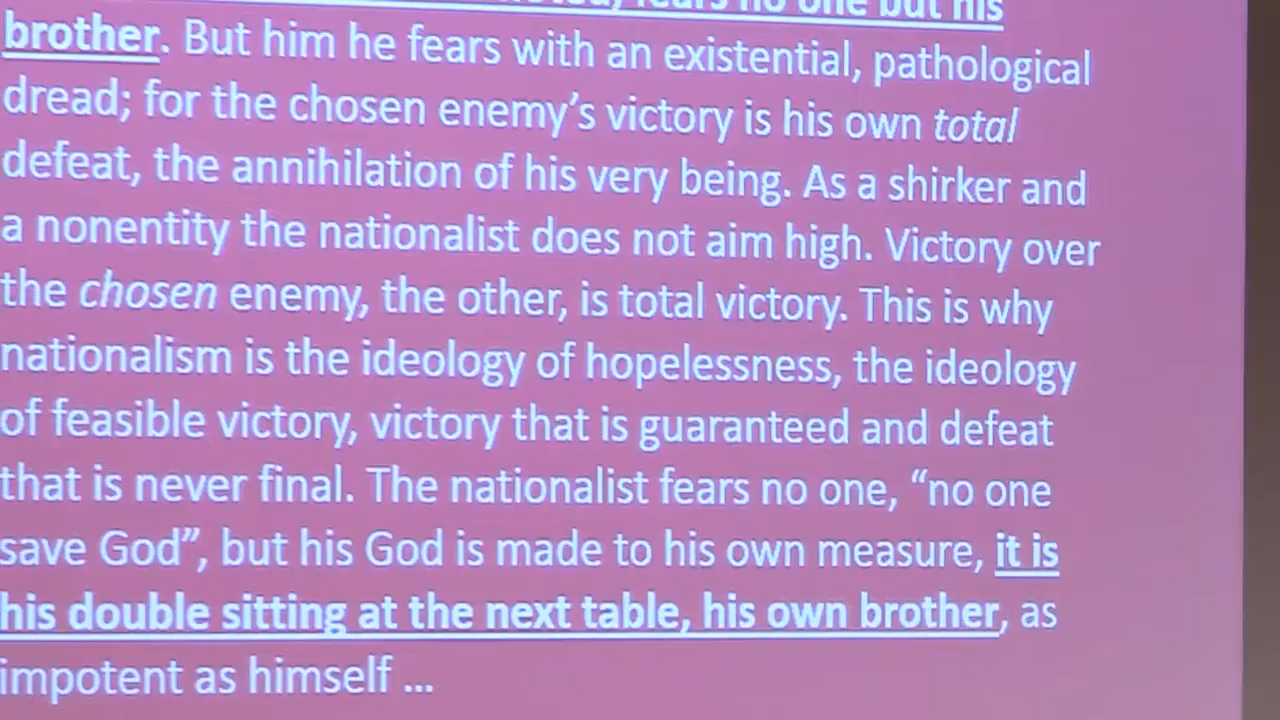 fears no one but his
brother. But him he fears with an existential, pathological
dread; for the chosen enemy’s victory is his own total
defeat, the annihilation of his very being. As a shirker and
a nonentity the nationalist does not aim high. Victory over
the chosen enemy, the other, is total victory. This is why
nationalism is the ideology of hopelessness, the ideology
of feasible victory, victory that is guaranteed and defeat
that is never final. The nationalist fears no one, “no one
save God”, but his God is made to his own measure, it is
his double sitting at the next table, his own brother, as
impotent as himself ...